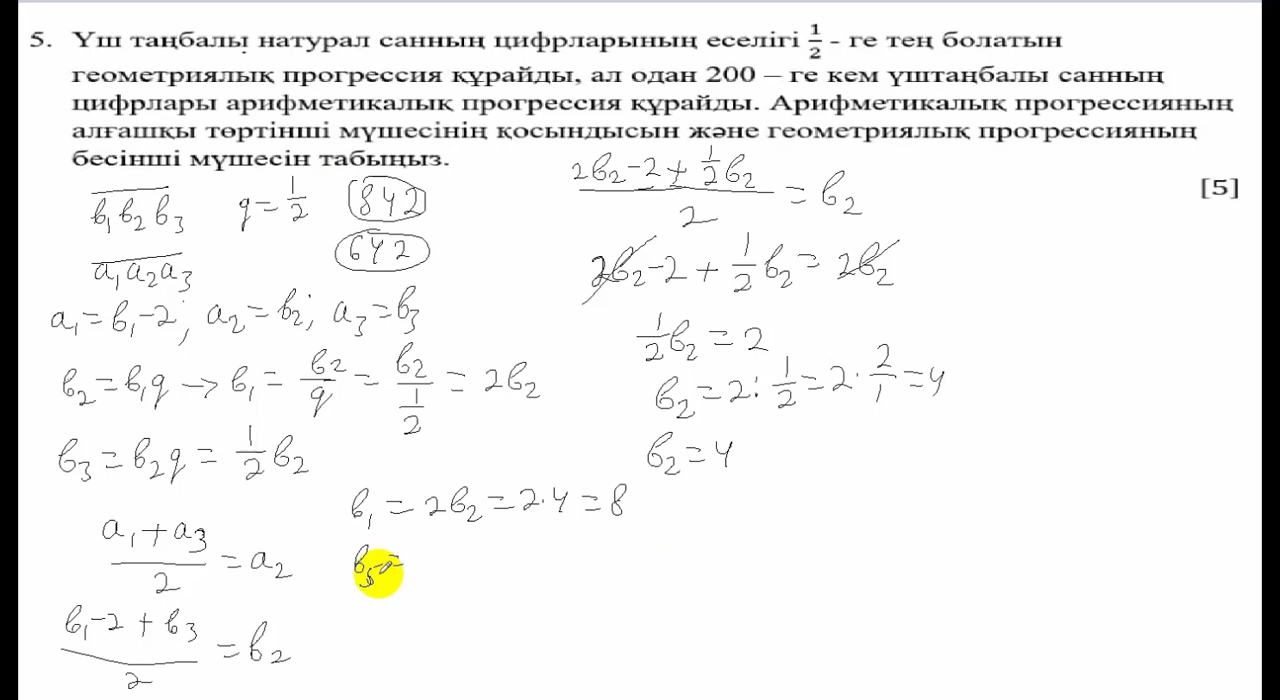 5. Үш таңбалы натурал санның цифрларының еселігі 1/2 - ге тең болатын
геометриялық прогрессия құрайды, ал одан 200 – ге кем үштаңбалы санның
цифрлары арифметикалық прогрессия құрайды. Арифметикалық прогрессияның
алғашқы төртінші мүшесінің қосындысын және геометриялық прогрессияның
бесінші мүшесін табыңыз.
[5]
b₁b₂b₃ q = 1/2 842
a₁a₂a₃ 642
a₁ = b₁ - 2; a₂ = b₂; a₃ = b₃
b₂ = b₁q → b₁ = b₂/q = b₂/(1/2) = 2b₂
b₃ = b₂q = 1/2 b₂
(a₁ + a₃)/2 = a₂
(b₁ - 2 + b₃)/2 = b₂
(2b₂ - 2 + 1/2 b₂)/2 = b₂
2b₂ - 2 + 1/2 b₂ = 2b₂
1/2 b₂ = 2
b₂ = 2 : 1/2 = 2 · 2/1 = 4
b₂ = 4
b₁ = 2b₂ = 2·4 = 8
b₅ =